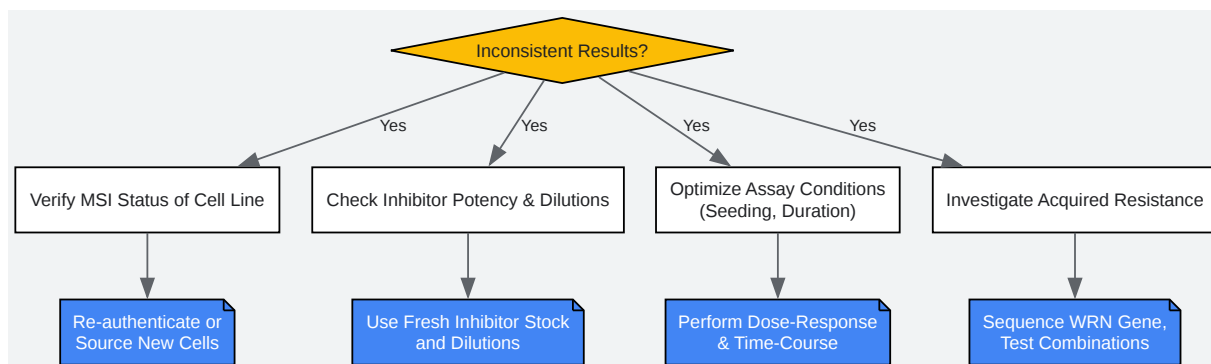 Inconsistent Results?
Yes
Yes
Yes
Yes
Verify MSI Status of Cell Line
Check Inhibitor Potency & Dilutions
Optimize Assay Conditions
(Seeding, Duration)
Investigate Acquired Resistance
Re-authenticate or
Source New Cells
Use Fresh Inhibitor Stock
and Dilutions
Perform Dose-Response
& Time-Course
Sequence WRN Gene,
Test Combinations